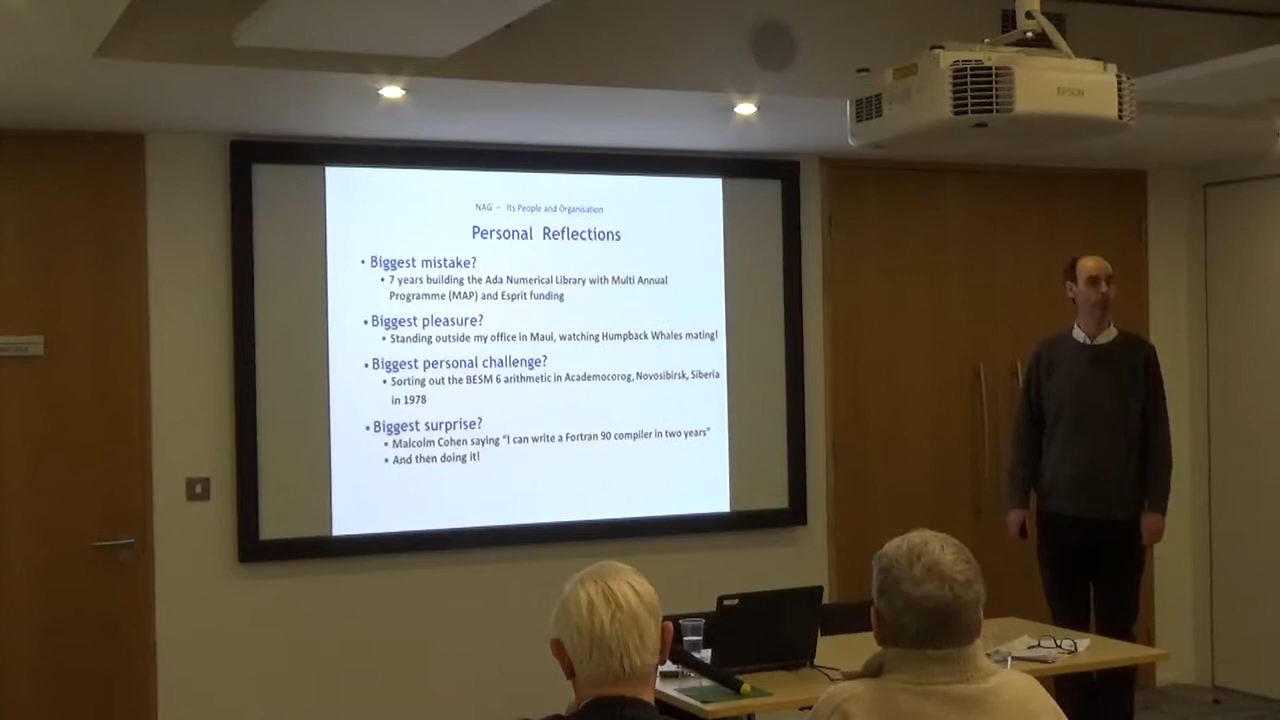 EPSON
NAG - Its People and Organisation
Personal Reflections
• Biggest mistake?
• 7 years building the Ada Numerical Library with Multi Annual
Programme (MAP) and Esprit funding
• Biggest pleasure?
• Standing outside my office in Maui, watching Humpback Whales mating!
• Biggest personal challenge?
• Sorting out the BESM 6 arithmetic in Academocorog, Novosibirsk, Siberia
in 1978
• Biggest surprise?
• Malcolm Cohen saying "I can write a Fortran 90 compiler in two years"
• And then doing it!